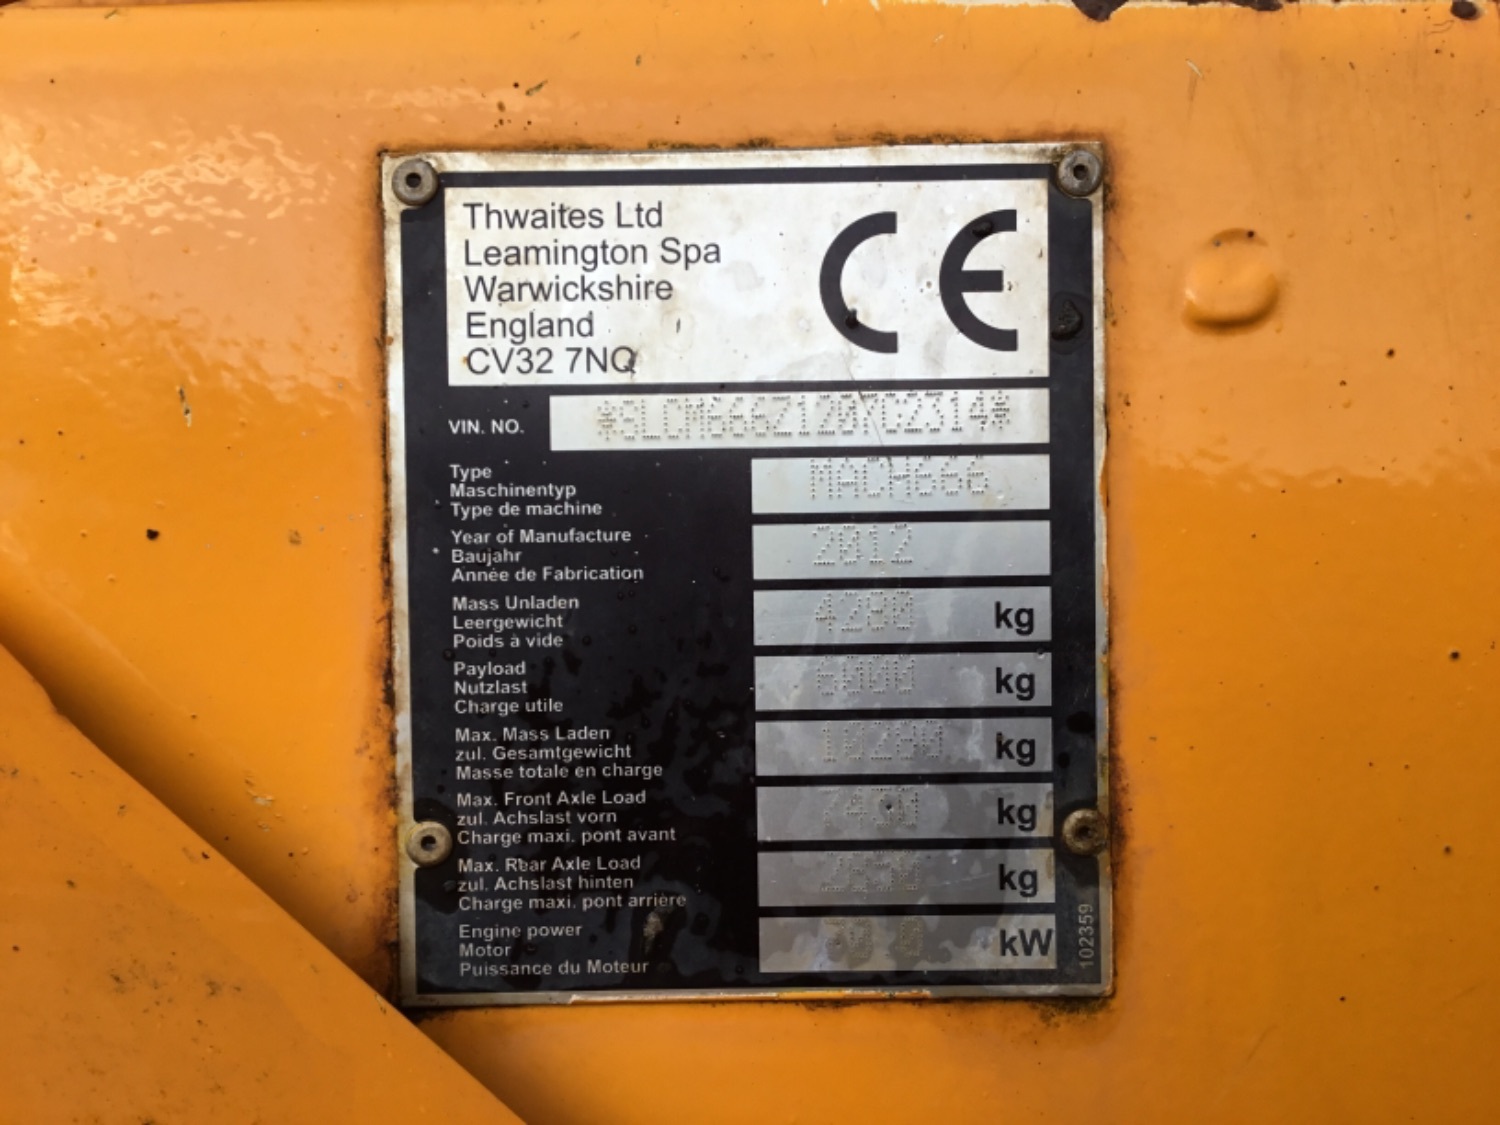 Thwaites Ltd
Leamington Spa
Warwickshire
England
CV32 7NQ
CE
VIN. NO.
Type MACH666
Maschinentyp
Type de machine
Year of Manufacture 2012
Baujahr
Année de Fabrication
Mass Unladen 4280 kg
Leergewicht
Poids à vide
Payload 6000 kg
Nutzlast
Charge utile
Max. Mass Laden 10280 kg
zul. Gesamtgewicht
Masse totale en charge
Max. Front Axle Load kg
zul. Achslast vorn
Charge maxi. pont avant
Max. Rear Axle Load kg
zul. Achslast hinten
Charge maxi. pont arrière
Engine power kW
Motor
Puissance du Moteur
102359